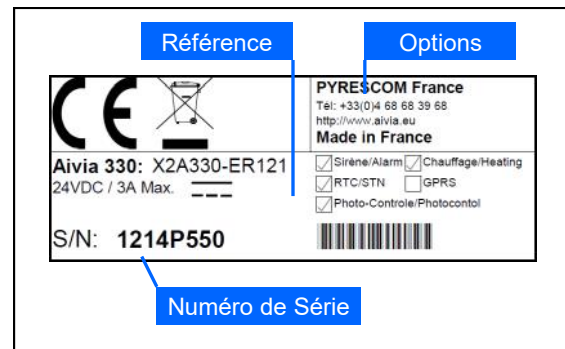 Référence
Options
CE
PYRESCOM France
Tél: +33(0)4 68 68 39 68
http://www.aivia.eu
Made in France
Aivia 330: X2A330-ER121
24VDC / 3A Max.
S/N: 1214P550
Sirène/Alarm Chauffage/Heating
RTC/STN GPRS
Photo-Controle/Photocontol
Numéro de Série